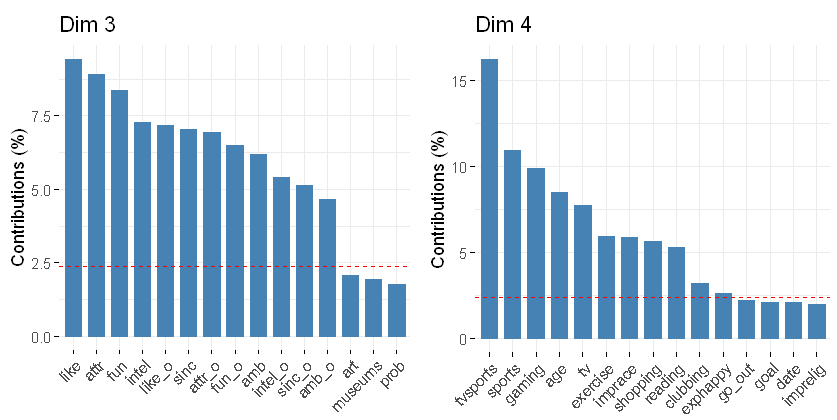 Dim 3
Contributions (%)
7.5
5.0
2.5
0.0
like
attr
fun
intel
like_o
sinc
attr_o
fun_o
amb
intel_o
sinc_o
amb_o
art
museums
prob
Dim 4
Contributions (%)
15
10
5
0
tvsports
sports
gaming
age
tv
exercise
imprace
shopping
reading
clubbing
exphappy
go_out
goal
date
imprelig